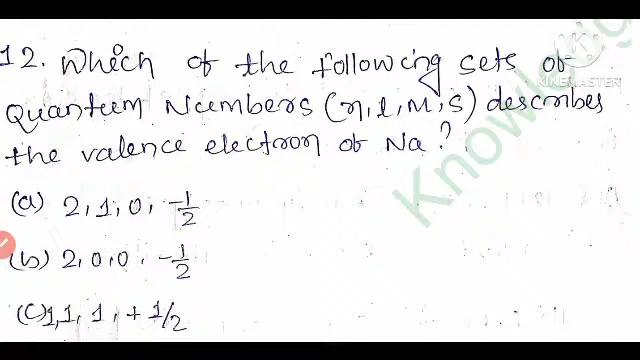 12. Which of the following sets of
Quantum Numbers (n, l, m, s) describes
the valence electron of Na?
(a) 2, 1, 0, -1/2
(b) 2, 0, 0, -1/2
(c) 1, 1, 1, +1/2
KINEMASTER